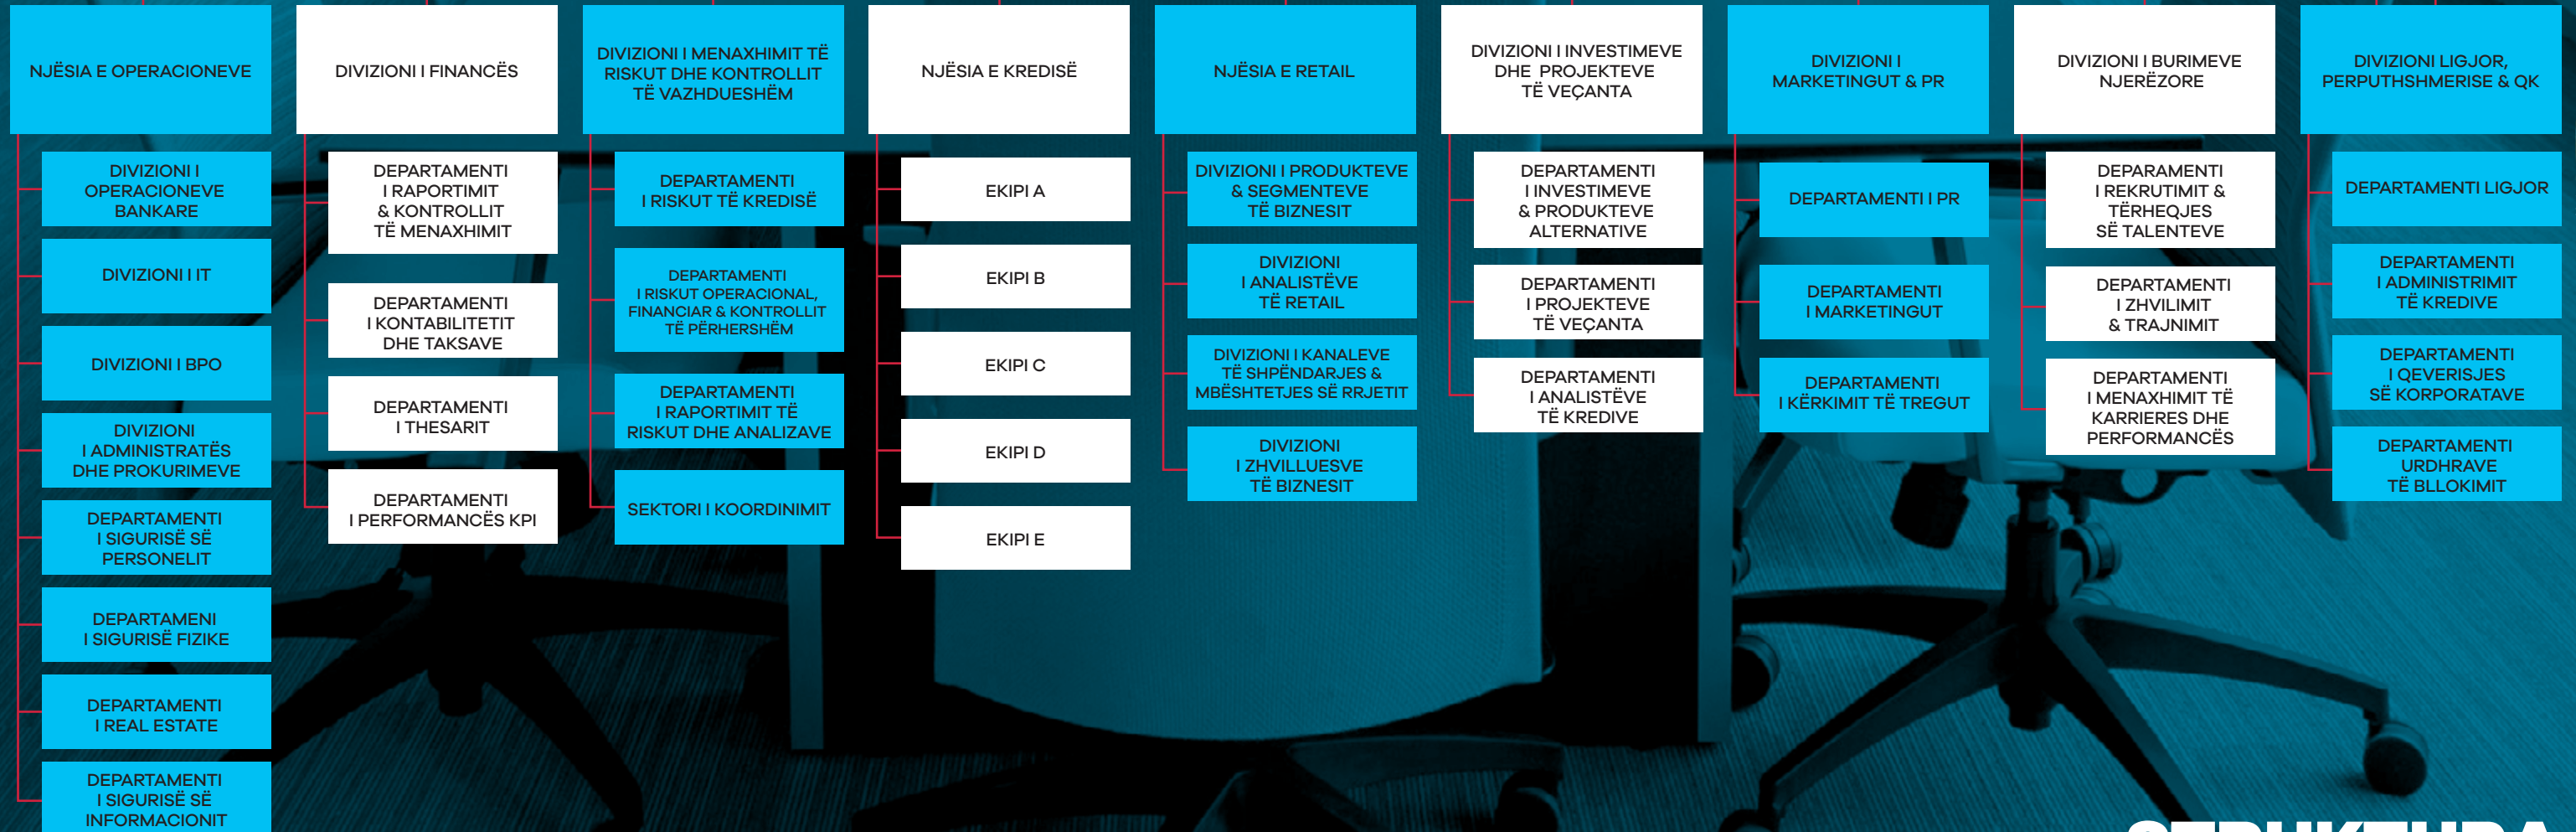 NJËSIA E OPERACIONEVE
DIVIZIONI I
OPERACIONEVE
BANKARE
DIVIZIONI I IT
DIVIZIONI I BPO
DIVIZIONI
I ADMINISTRATËS
DHE PROKURIMEVE
DEPARTAMENTI
I SIGURISË SË
PERSONELIT
DEPARTAMENI
I SIGURISË FIZIKE
DEPARTAMENTI
I REAL ESTATE
DEPARTAMENTI
I SIGURISË SË
INFORMACIONIT
DIVIZIONI I FINANCËS
DEPARTAMENTI
I RAPORTIMIT
& KONTROLLIT
TË MENAXHIMIT
DEPARTAMENTI
I KONTABILITETIT
DHE TAKSAVE
DEPARTAMENTI
I THESARIT
DEPARTAMENTI
I PERFORMANCËS KPI
DIVIZIONI I MENAXHIMIT TË
RISKUT DHE KONTROLLIT
TË VAZHDUESHËM
DEPARTAMENTI
I RISKUT TË KREDISË
DEPARTAMENTI
I RISKUT OPERACIONAL,
FINANCIAR & KONTROLLIT
TË PËRHERSHËM
DEPARTAMENTI
I RAPORTIMIT TË
RISKUT DHE ANALIZAVE
SEKTORI I KOORDINIMIT
NJËSIA E KREDISË
EKIPI A
EKIPI B
EKIPI C
EKIPI D
EKIPI E
NJËSIA E RETAIL
DIVIZIONI I PRODUKTEVE
& SEGMENTEVE
TË BIZNESIT
DIVIZIONI
I ANALISTËVE
TË RETAIL
DIVIZIONI I KANALEVE
TË SHPËNDARJES &
MBËSHTETJES SË RRJETIT
DIVIZIONI
I ZHVILLUESVE
TË BIZNESIT
DIVIZIONI I INVESTIMEVE
DHE PROJEKTEVE
TË VEÇANTA
DEPARTAMENTI
I INVESTIMEVE
& PRODUKTEVE
ALTERNATIVE
DEPARTAMENTI
I PROJEKTEVE
TË VEÇANTA
DEPARTAMENTI
I ANALISTËVE
TË KREDIVE
DIVIZIONI I
MARKETINGUT & PR
DEPARTAMENTI I PR
DEPARTAMENTI
I MARKETINGUT
DEPARTAMENTI
I KËRKIMIT TË TREGUT
DIVIZIONI I BURIMEVE
NJERËZORE
DEPARAMENTI
I REKRUTIMIT &
TËRHEQJES
SË TALENTEVE
DEPARTAMENTI
I ZHVILIMIT
& TRAJNIMIT
DEPARTAMENTI
I MENAXHIMIT TË
KARRIERES DHE
PERFORMANCËS
DIVIZIONI LIGJOR,
PERPUTHSHMERISE & QK
DEPARTAMENTI LIGJOR
DEPARTAMENTI
I ADMINISTRIMIT
TË KREDIVE
DEPARTAMENTI
I QEVERISJES
SË KORPORATAVE
DEPARTAMENTI
URDHRAVE
TË BLLOKIMIT
STRUKTURA